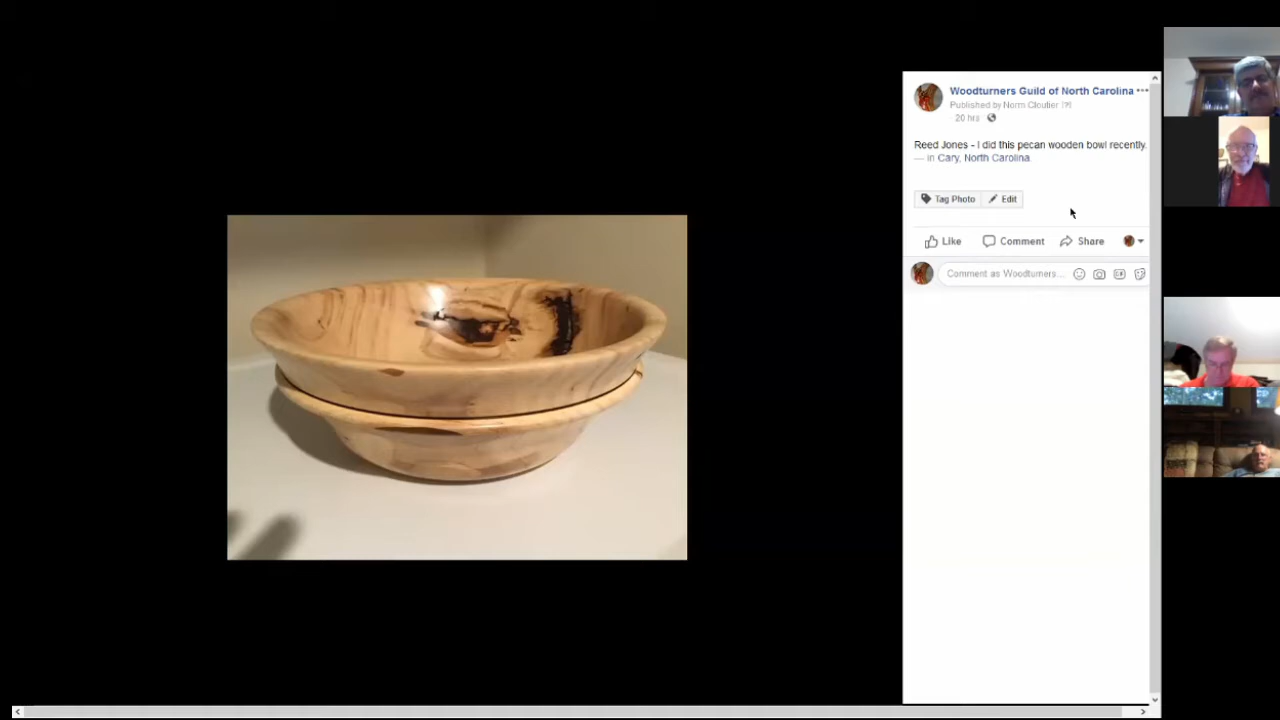 Woodturners Guild of North Carolina
Published by Norm Cloutier [?]
20 hrs
Reed Jones - I did this pecan wooden bowl recently.
— in Cary, North Carolina
Tag Photo Edit
Like Comment Share
Comment as Woodturners...